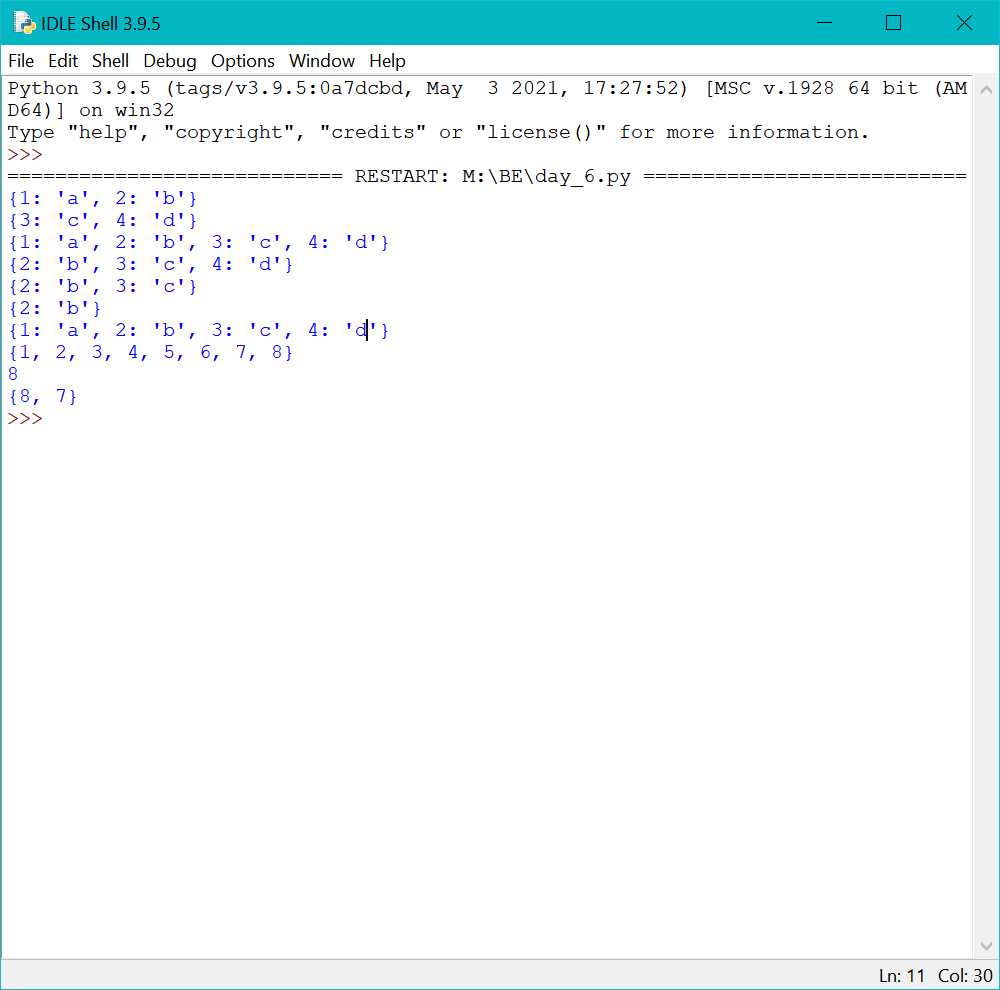 IDLE Shell 3.9.5
File Edit Shell Debug Options Window Help
Python 3.9.5 (tags/v3.9.5:0a7dcbd, May  3 2021, 17:27:52) [MSC v.1928 64 bit (AM
D64)] on win32
Type "help", "copyright", "credits" or "license()" for more information.
>>>
============================ RESTART: M:\BE\day_6.py ===========================
{1: 'a', 2: 'b'}
{3: 'c', 4: 'd'}
{1: 'a', 2: 'b', 3: 'c', 4: 'd'}
{2: 'b', 3: 'c', 4: 'd'}
{2: 'b', 3: 'c'}
{2: 'b'}
{1: 'a', 2: 'b', 3: 'c', 4: 'd'}
{1, 2, 3, 4, 5, 6, 7, 8}
8
{8, 7}
>>>
Ln: 11 Col: 30